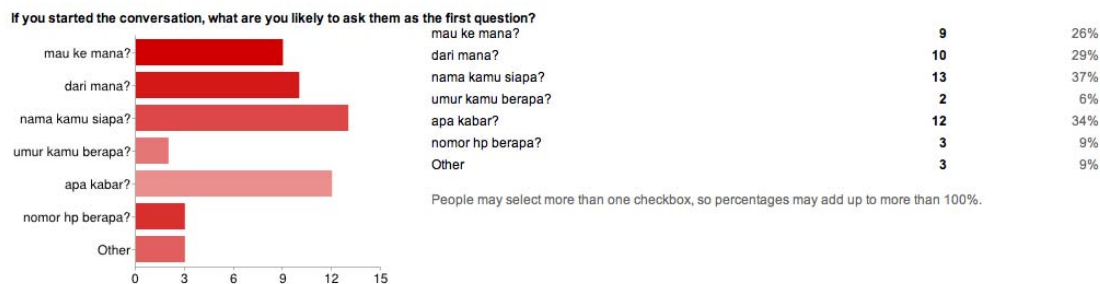 If you started the conversation, what are you likely to ask them as the first question?
mau ke mana?
dari mana?
nama kamu siapa?
umur kamu berapa?
apa kabar?
nomor hp berapa?
Other
0 3 6 9 12 15
mau ke mana? 9 26%
dari mana? 10 29%
nama kamu siapa? 13 37%
umur kamu berapa? 2 6%
apa kabar? 12 34%
nomor hp berapa? 3 9%
Other 3 9%
People may select more than one checkbox, so percentages may add up to more than 100%.